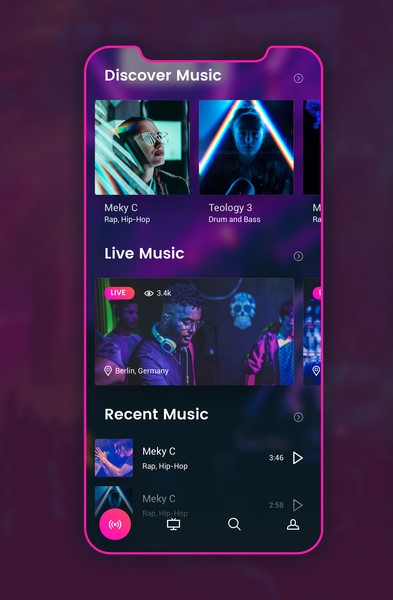 Discover Music
Meky C
Rap, Hip-Hop
Teology 3
Drum and Bass
M
Ra
Live Music
LIVE
3.4k
Berlin, Germany
Recent Music
Meky C
Rap, Hip-Hop
3:46
Meky C
Rap, Hip-Hop
2:58